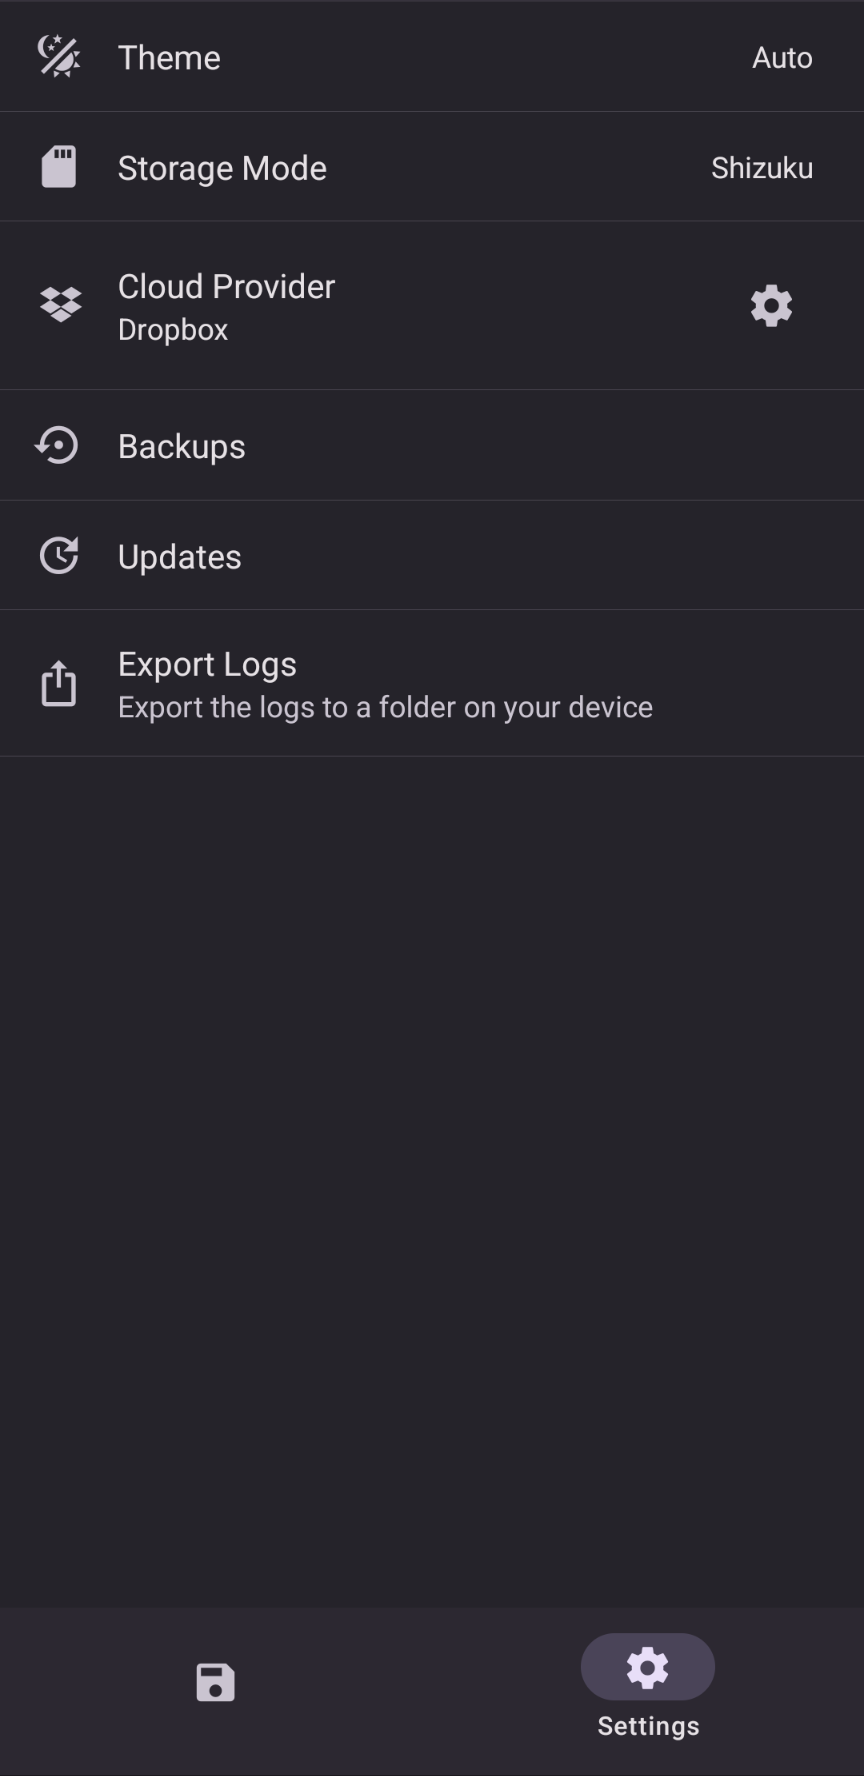 Theme
Auto
Storage Mode
Shizuku
Cloud Provider
Dropbox
Backups
Updates
Export Logs
Export the logs to a folder on your device
Settings